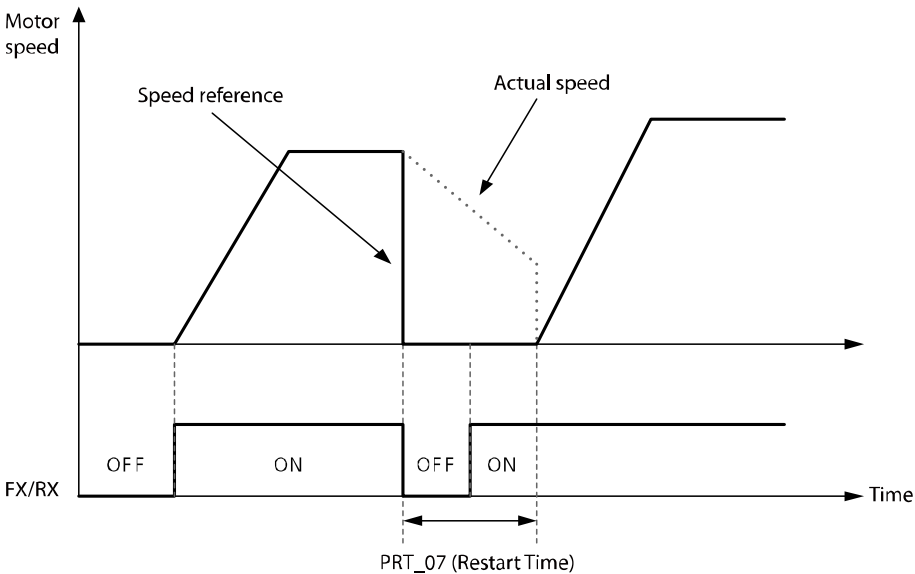 Motor
speed
Speed reference
Actual speed
OFF
ON
OFF
ON
FX/RX
Time
PRT_07 (Restart Time)